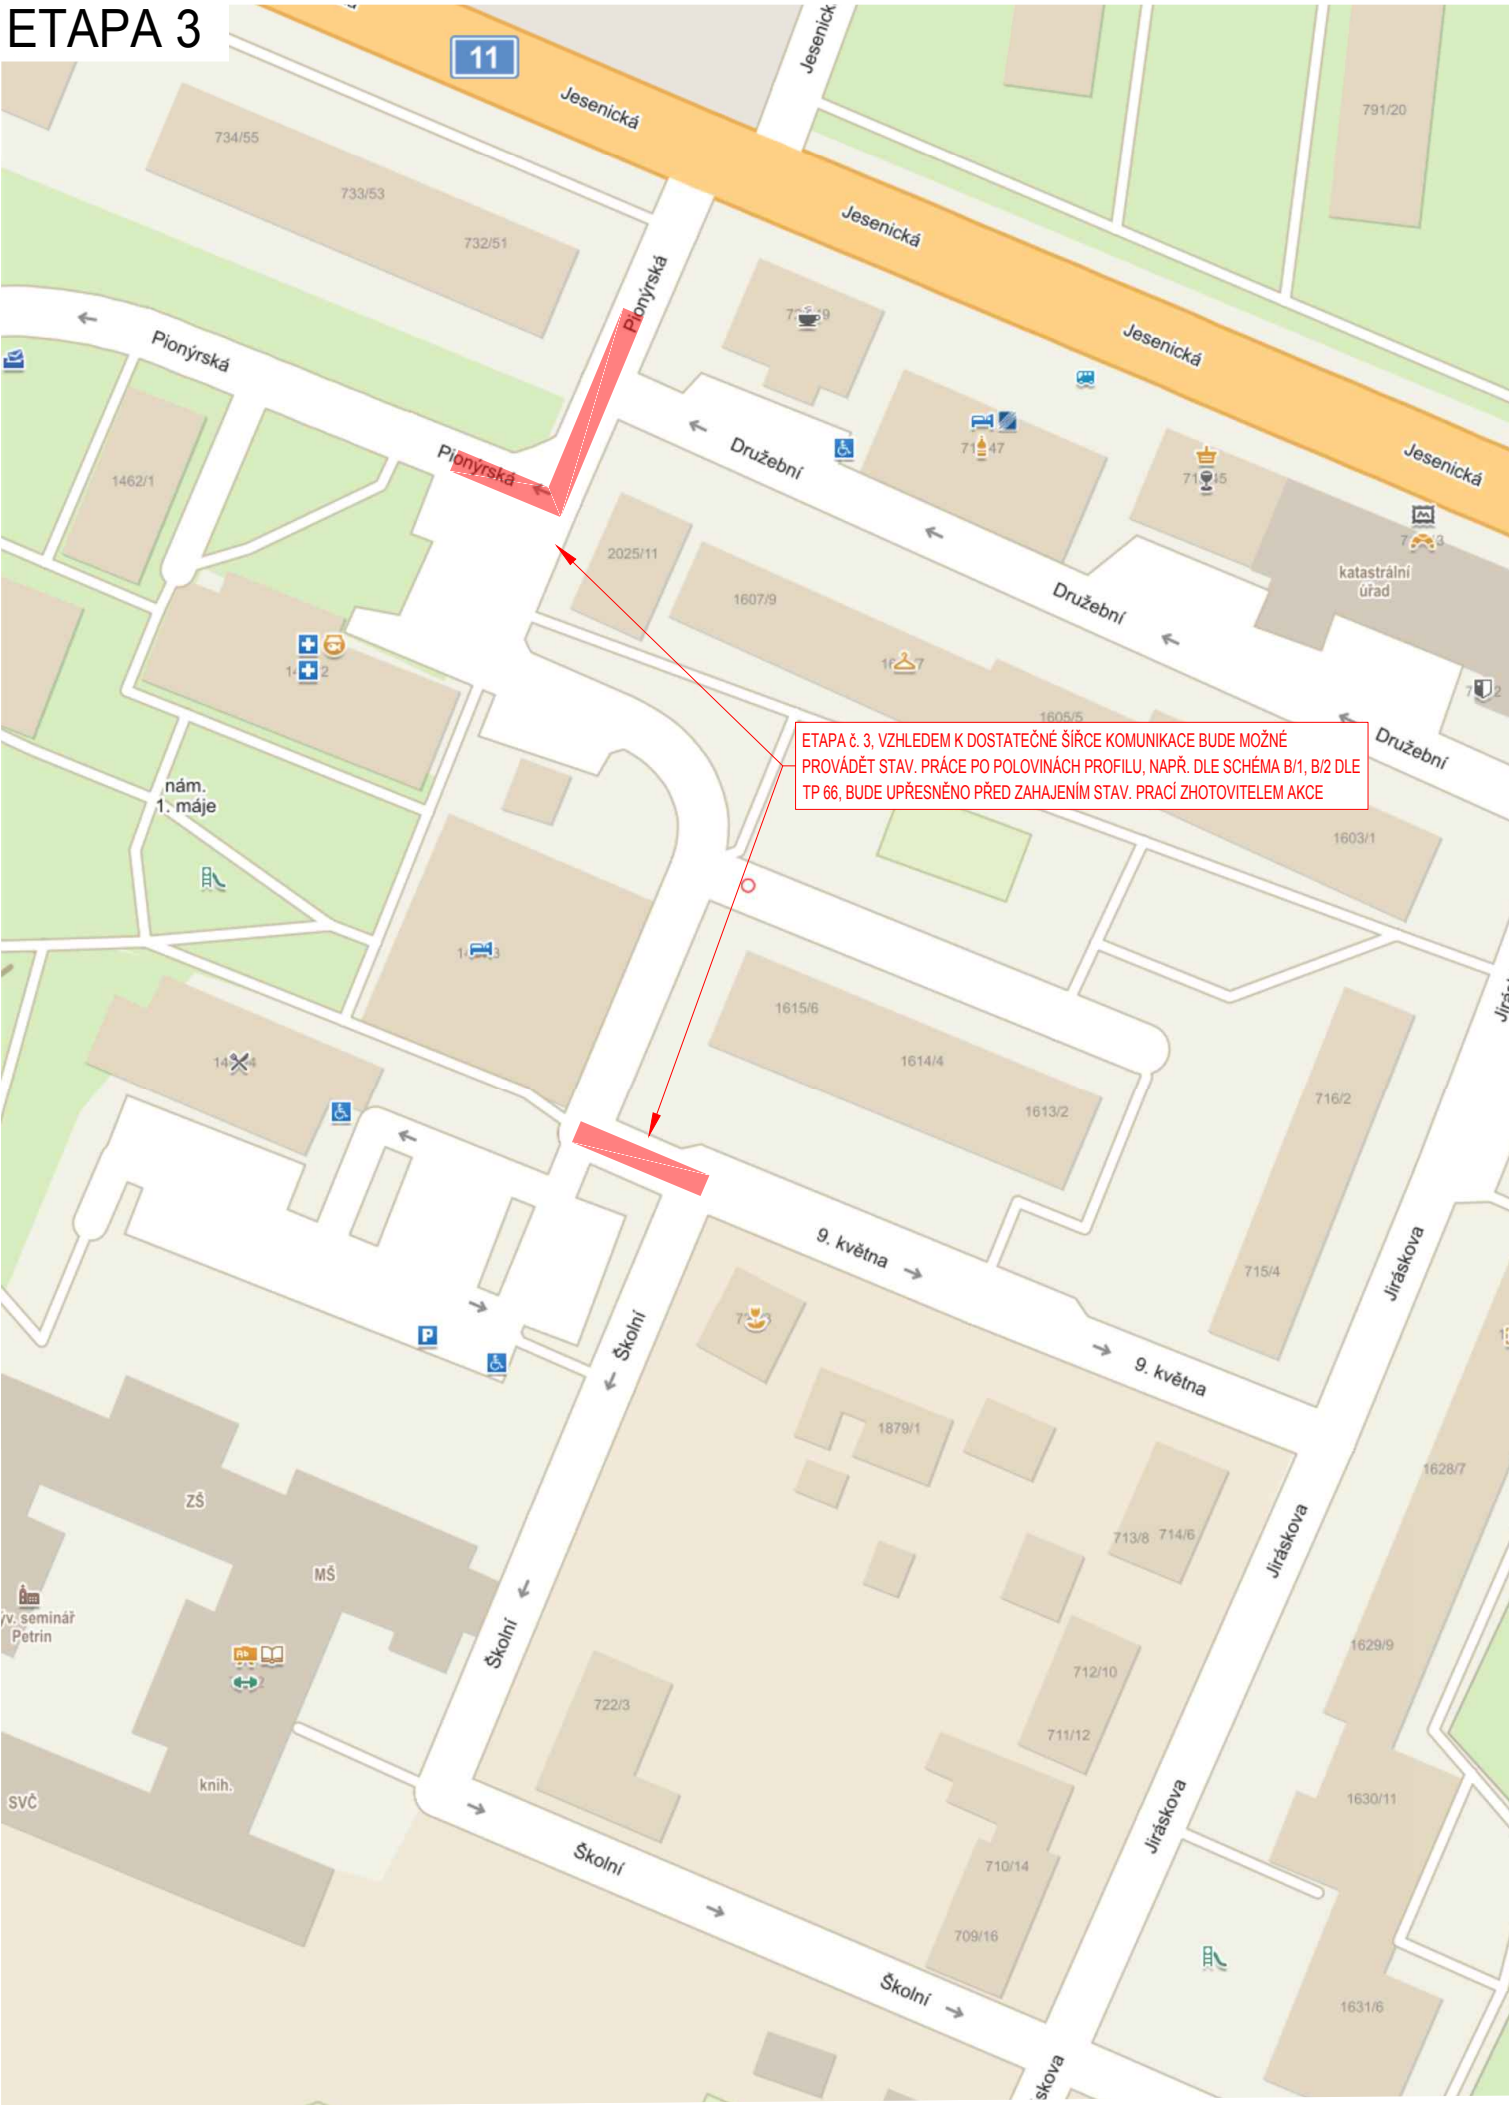 ETAPA 3
11
Jesenická
Jesenická
Jesenická
Jesenická
791/20
734/55
733/53
732/51
Pionýrská
Pionýrská
Pionýrská
Družební
Družební
Družební
1462/1
2025/11
1607/9
1605/5
1603/1
katastrální
úřad
ETAPA č. 3, VZHLEDEM K DOSTATEČNÉ ŠÍŘCE KOMUNIKACE BUDE MOŽNÉ
PROVÁDĚT STAV. PRÁCE PO POLOVINÁCH PROFILU, NAPŘ. DLE SCHÉMA B/1, B/2 DLE
TP 66, BUDE UPŘESNĚNO PŘED ZAHAJENÍM STAV. PRACÍ ZHOTOVITELEM AKCE
nám.
1. máje
1615/6
1614/4
1613/2
716/2
715/4
9. května
9. května
Jiráskova
Jiráskova
Jiráskova
P
Školní
Školní
Školní
Školní
1879/1
713/8
714/6
712/10
711/12
710/14
709/16
722/3
1628/7
1629/9
1630/11
1631/6
ZŠ
MŠ
seminář
Petrin
knih.
SVČ